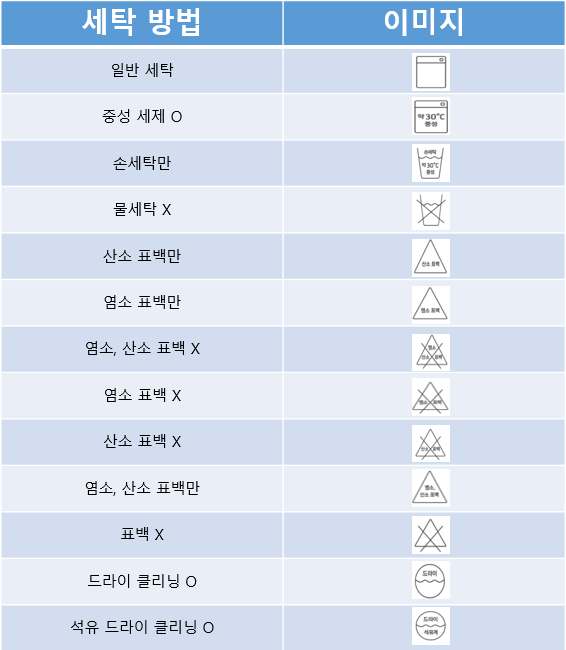 세탁 방법 이미지
일반 세탁
중성 세제 O
약 30°C
중성
손세탁만
손세탁
약 30°C
중성
물세탁 X
산소 표백만
산소 표백
염소 표백만
염소 표백
염소, 산소 표백 X
염소
산소 표백
염소 표백 X
염소 표백
산소 표백 X
산소 표백
염소, 산소 표백만
염소,
산소 표백
표백 X
드라이 클리닝 O
드라이
석유 드라이 클리닝 O
드라이
석유계